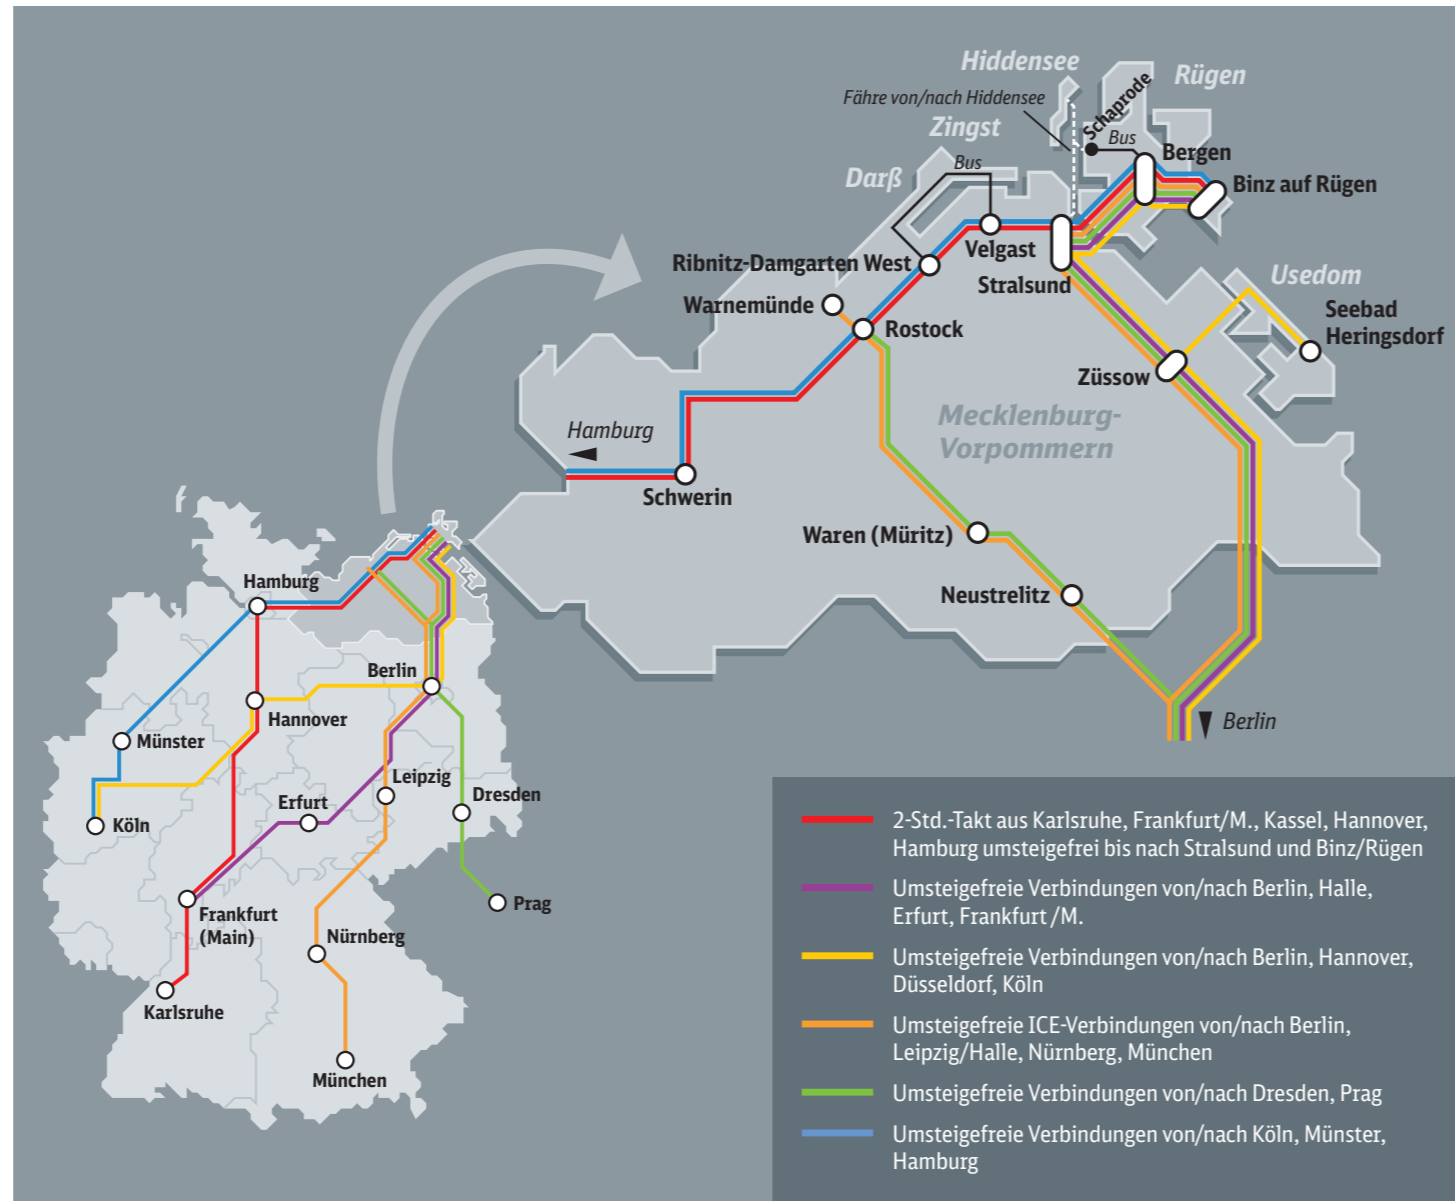 Hiddensee
Rügen
Fähre von/nach Hiddensee
Schaprode
Zingst
Bus
Bergen
Darß
Bus
Binz auf Rügen
Velgast
Ribnitz-Damgarten West
Stralsund
Usedom
Warnemünde
Seebad
Heringsdorf
Rostock
Züssow
Mecklenburg-
Vorpommern
Hamburg
Schwerin
Waren (Müritz)
Neustrelitz
Berlin
Hamburg
Berlin
Hannover
Münster
Leipzig
Erfurt
Dresden
Köln
Frankfurt
(Main)
Prag
Nürnberg
Karlsruhe
München
2-Std.-Takt aus Karlsruhe, Frankfurt/M., Kassel, Hannover,
Hamburg umsteigefrei bis nach Stralsund und Binz/Rügen
Umsteigefreie Verbindungen von/nach Berlin, Halle,
Erfurt, Frankfurt/M.
Umsteigefreie Verbindungen von/nach Berlin, Hannover,
Düsseldorf, Köln
Umsteigefreie ICE-Verbindungen von/nach Berlin,
Leipzig/Halle, Nürnberg, München
Umsteigefreie Verbindungen von/nach Dresden, Prag
Umsteigefreie Verbindungen von/nach Köln, Münster,
Hamburg